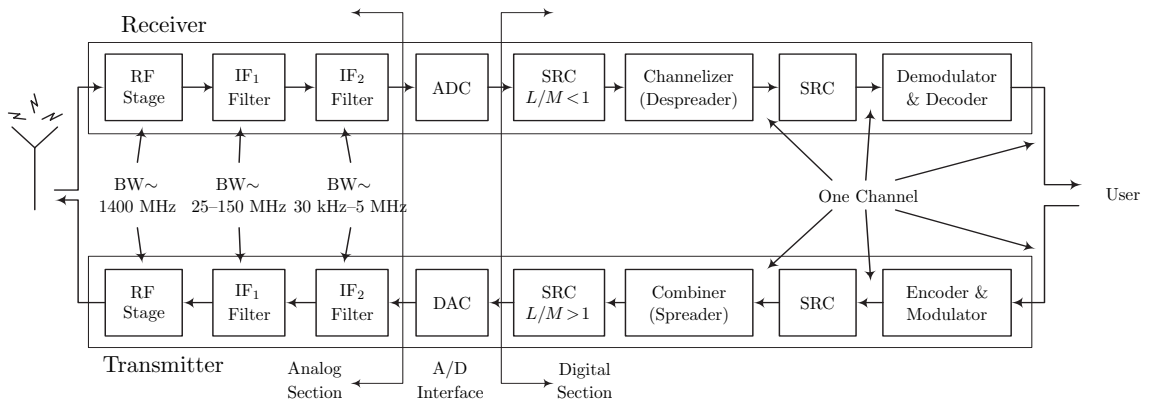 Receiver
RF
Stage
IF₁
Filter
IF₂
Filter
ADC
SRC
L/M<1
Channelizer
(Despreader)
SRC
Demodulator
& Decoder
BW∼
1400 MHz
BW∼
25–150 MHz
BW∼
30 kHz–5 MHz
One Channel
User
RF
Stage
IF₁
Filter
IF₂
Filter
DAC
SRC
L/M>1
Combiner
(Spreader)
SRC
Encoder &
Modulator
Transmitter
Analog
Section
A/D
Interface
Digital
Section